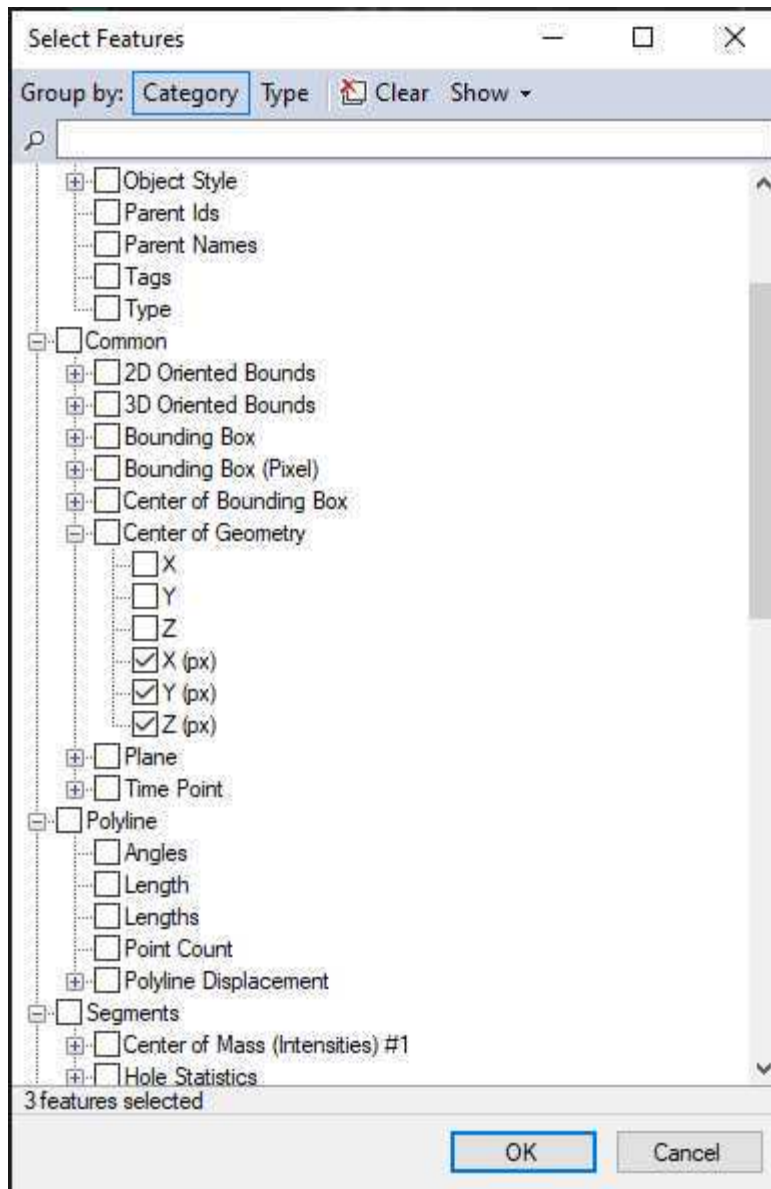 Select Features
Group by: Category Type Clear Show
Object Style
Parent Ids
Parent Names
Tags
Type
Common
2D Oriented Bounds
3D Oriented Bounds
Bounding Box
Bounding Box (Pixel)
Center of Bounding Box
Center of Geometry
X
Y
Z
X (px)
Y (px)
Z (px)
Plane
Time Point
Polyline
Angles
Length
Lengths
Point Count
Polyline Displacement
Segments
Center of Mass (Intensities) #1
Hole Statistics
3 features selected
OK Cancel